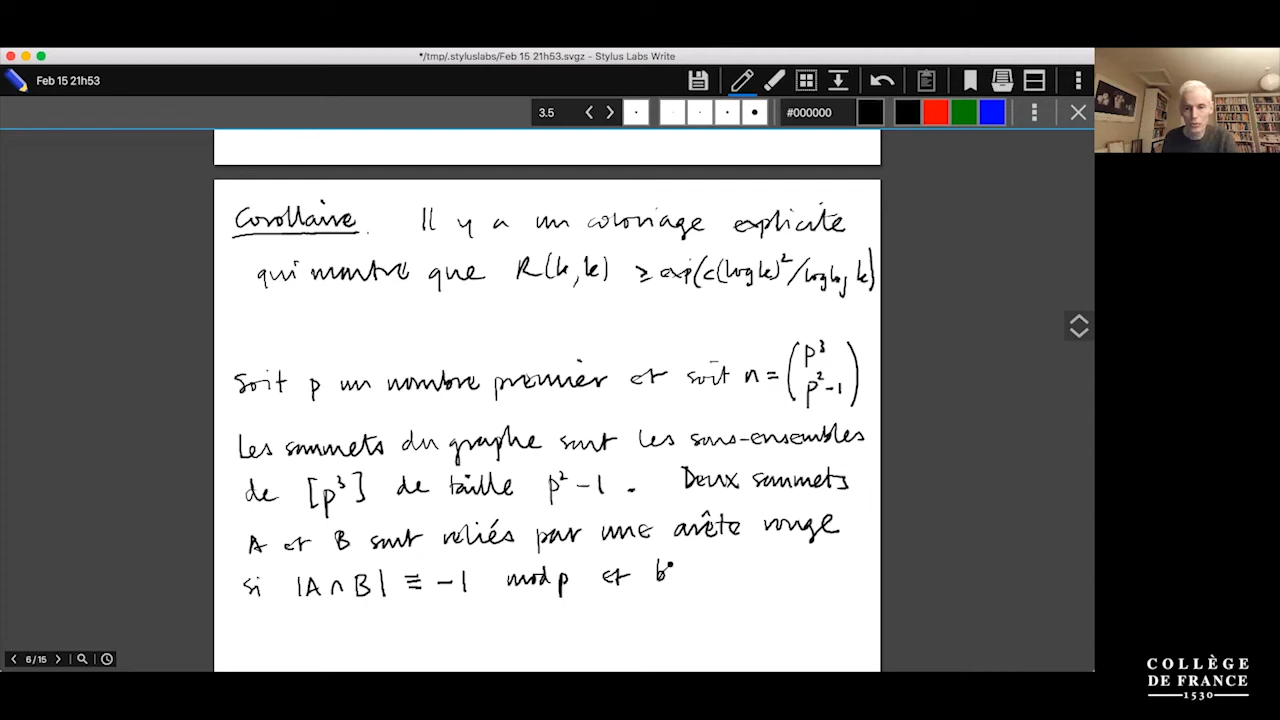 */tmp/.styluslabs/Feb 15 21h53.svgz - Stylus Labs Write
Feb 15 21h53
3.5
#000000
Corollaire. Il y a un coloriage explicite
qui montre que R(k,k) ≥ exp(c(log k)²/loglog k)
Soit p un nombre premier et soit n = (p³ p²-1)
Les sommets du graphe sont les sous-ensembles
de [p³] de taille p²-1. Deux sommets
A et B sont reliés par une arête rouge
si |A ∩ B| ≡ -1 mod p et b
6/15
COLLÈGE
DE FRANCE
1530